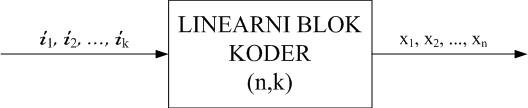 i₁, i₂, ..., iₖ
LINEARNI BLOK
KODER
(n,k)
x₁, x₂, ..., xₙ